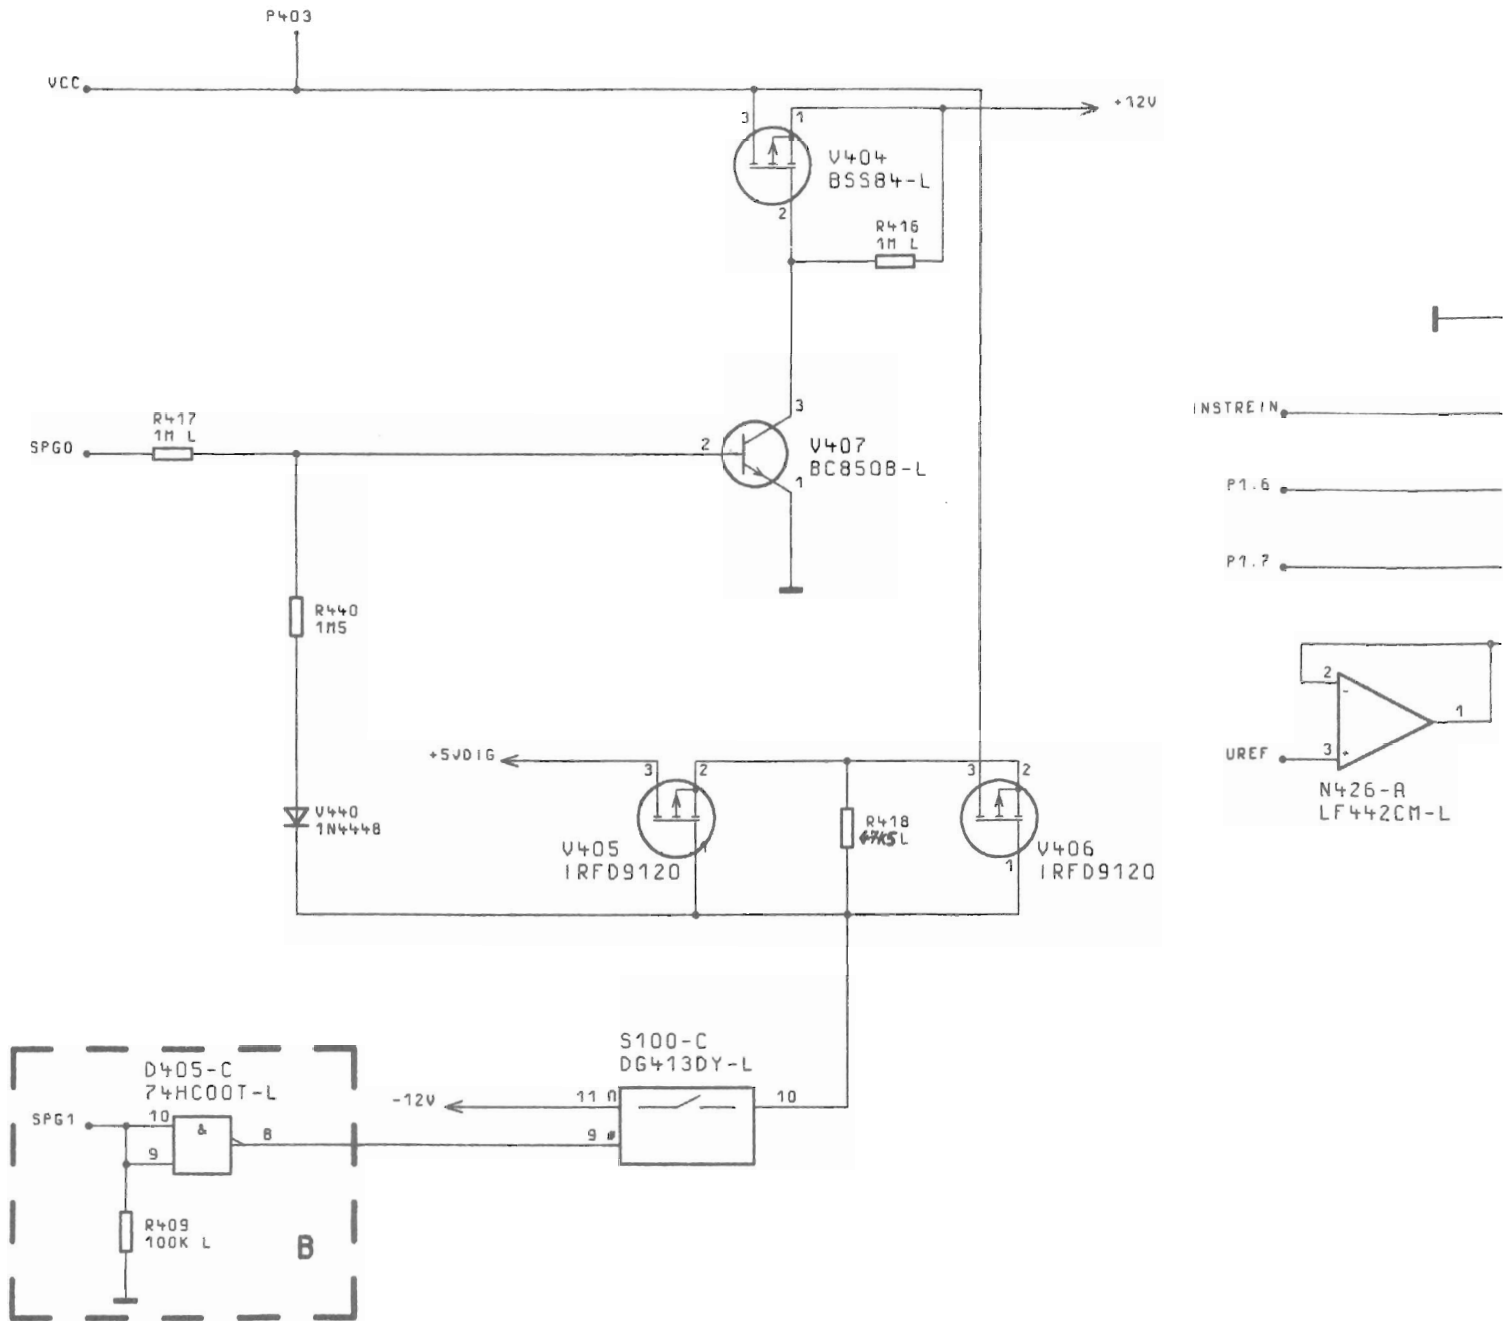 P403
VCC
+12V
3
1
V404
BSS84-L
2
R416
1M L
INSTREIN
R417
1M L
SPG0
3
2
V407
BC850B-L
1
P1.6
P1.7
R440
1M5
2
-
1
UREF
3
+
N426-A
LF442CM-L
+5VDIG
3
2
3
2
V440
1N4448
R418
L
V405
IRFD9120
1
V406
IRFD9120
1
S100-C
DG413DY-L
D405-C
74HC00T-L
-12V
11
10
SPG1
10
&
8
9
9
R409
100K L
B